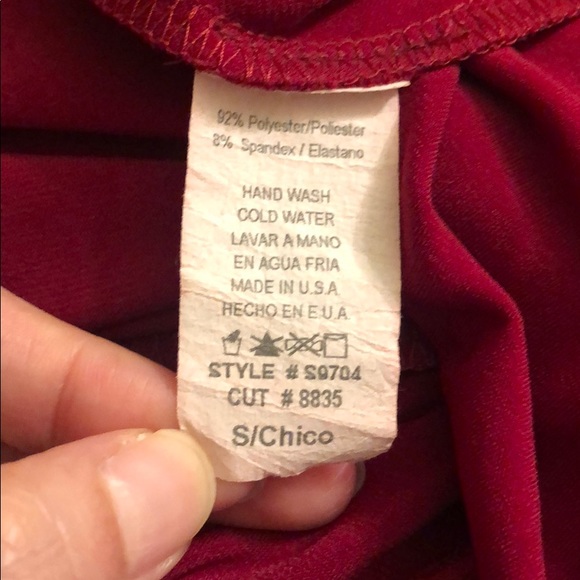 92% Polyester/Poliester
8% Spandex / Elastano
HAND WASH
COLD WATER
LAVAR A MANO
EN AGUA FRIA
MADE IN U.S.A
HECHO EN E.U.A
STYLE # S9704
CUT # 8835
S/Chico